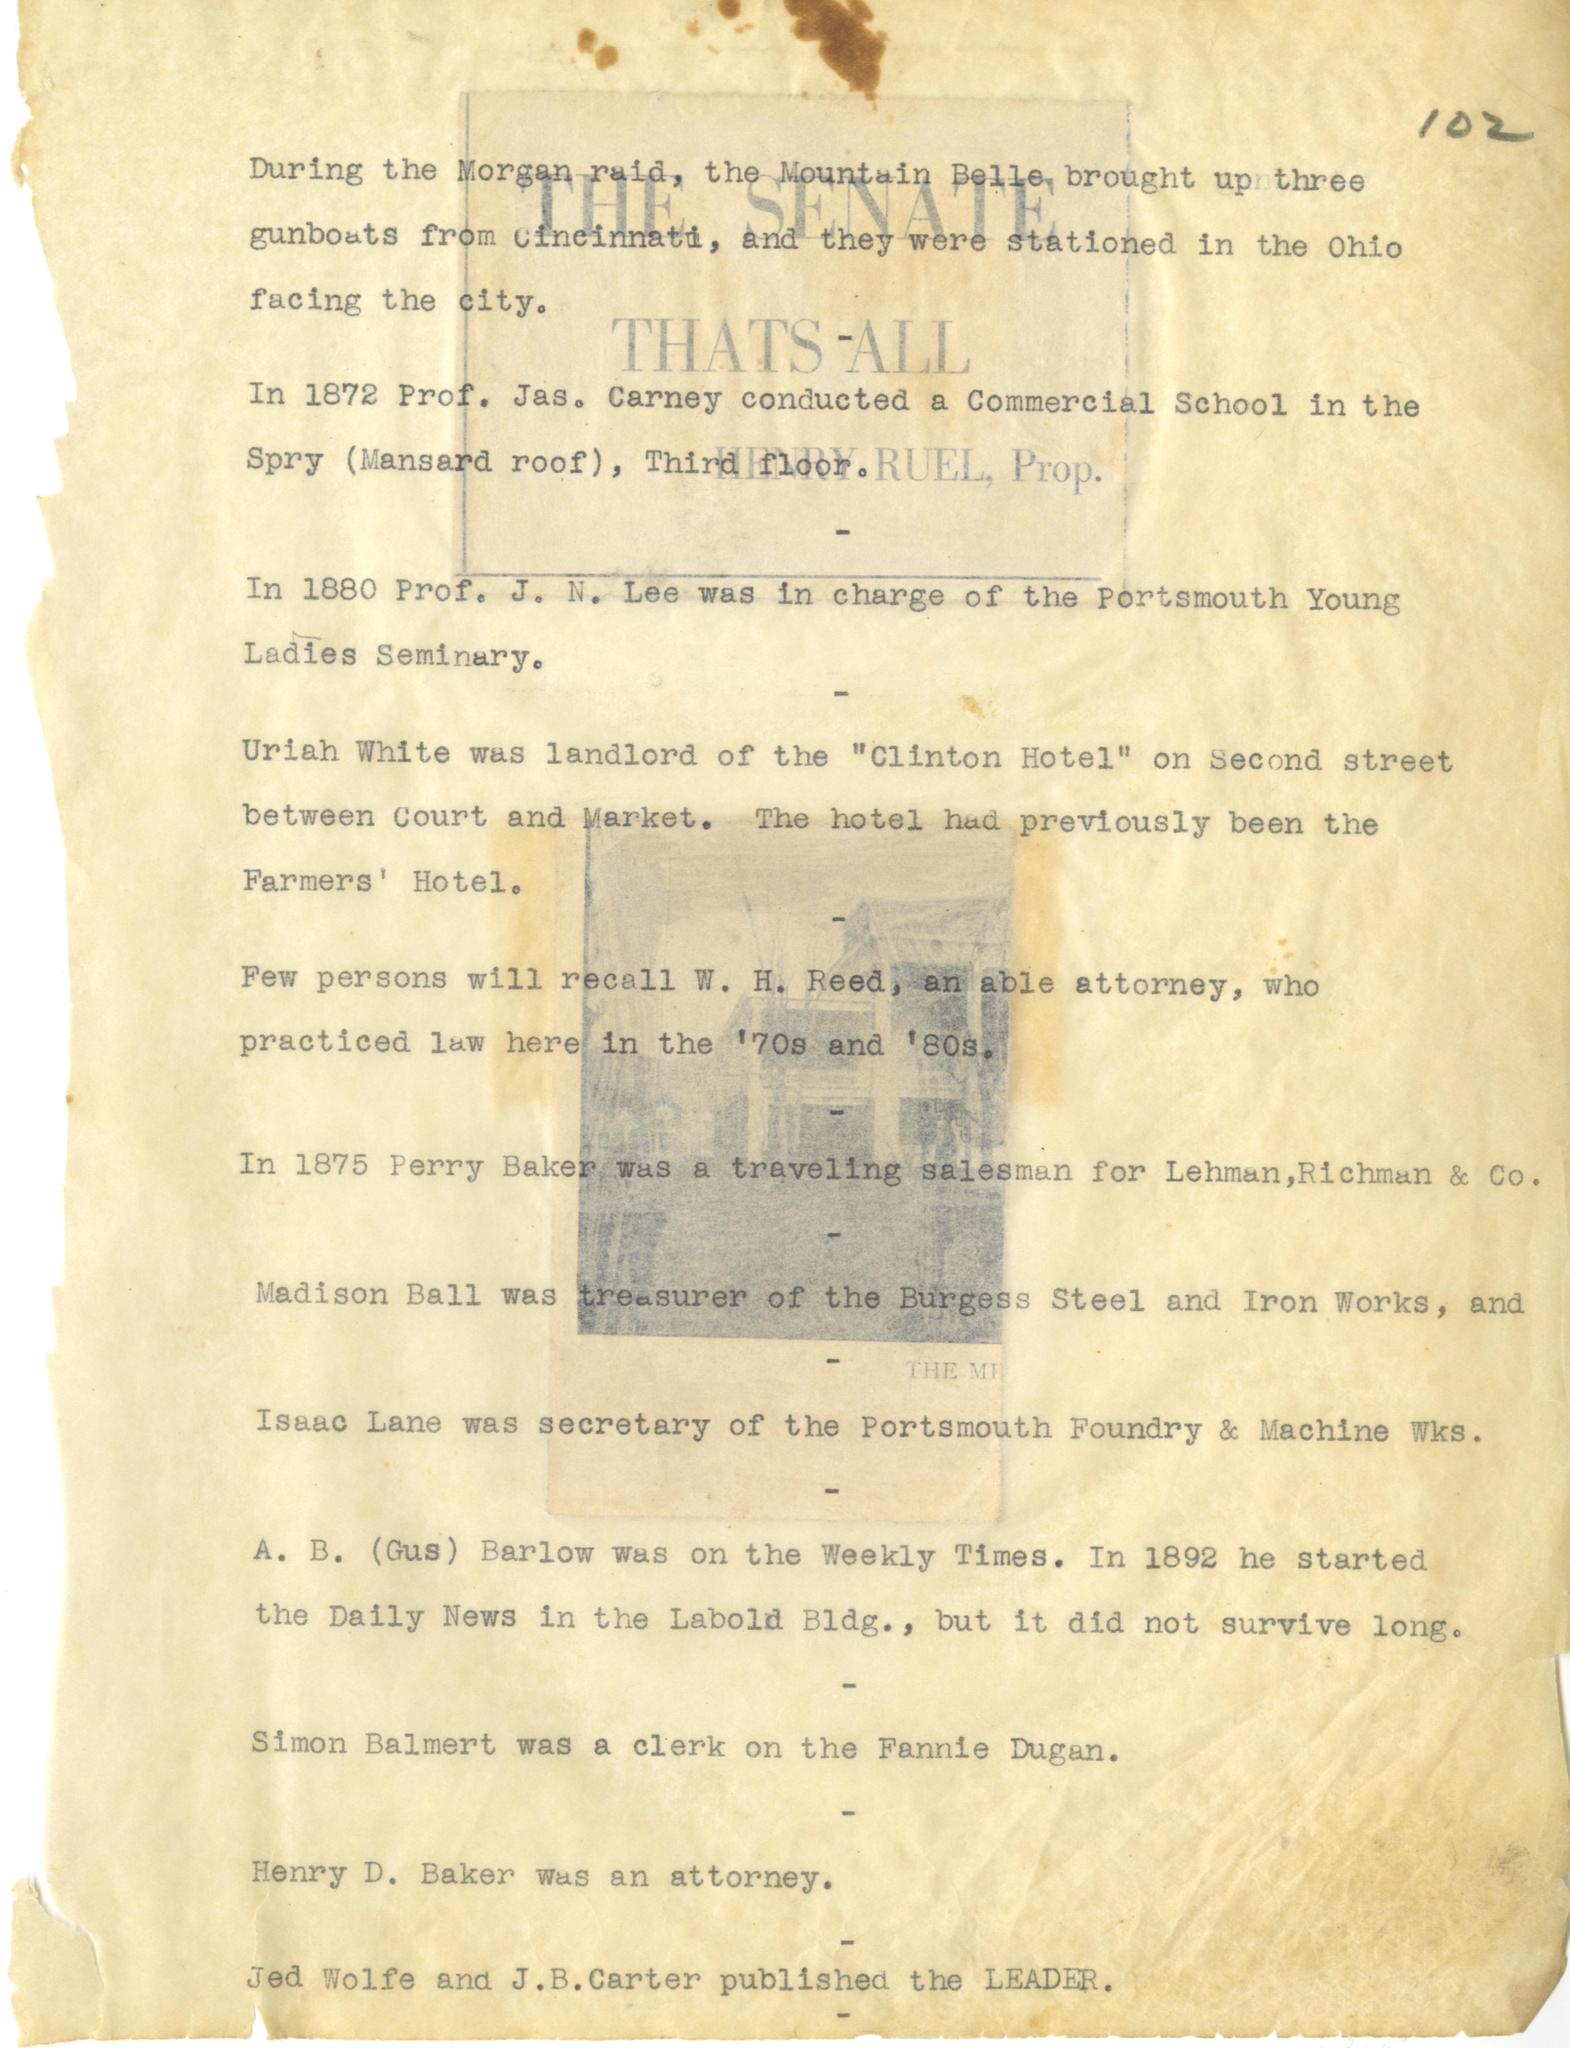 102
During the Morgan raid, the Mountain Belle brought up three
gunboats from Cincinnati, and they were stationed in the Ohio
facing the city.
-
In 1872 Prof. Jas. Carney conducted a Commercial School in the
Spry (Mansard roof), Third floor.
-
In 1880 Prof. J. N. Lee was in charge of the Portsmouth Young
Ladies Seminary.
-
Uriah White was landlord of the "Clinton Hotel" on Second street
between Court and Market. The hotel had previously been the
Farmers' Hotel.
-
Few persons will recall W. H. Reed, an able attorney, who
practiced law here in the '70s and '80s.
-
In 1875 Perry Baker was a traveling salesman for Lehman,Richman & Co.
-
Madison Ball was treasurer of the Burgess Steel and Iron Works, and
-
Isaac Lane was secretary of the Portsmouth Foundry & Machine Wks.
-
A. B. (Gus) Barlow was on the Weekly Times. In 1892 he started
the Daily News in the Labold Bldg., but it did not survive long.
-
Simon Balmert was a clerk on the Fannie Dugan.
-
Henry D. Baker was an attorney.
-
Jed Wolfe and J.B.Carter published the LEADER.
-
THE SENATE
THATS ALL
HENRY RUEL, Prop.
THE MI